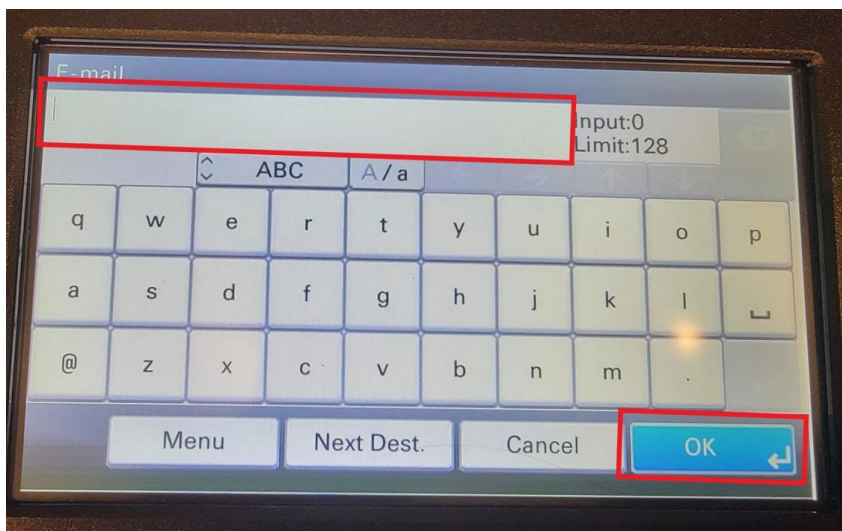 E-mail
Input:0
Limit:128
ABC A/a
q w e r t y u i o p
a s d f g h j k l
@ z x c v b n m .
Menu Next Dest. Cancel OK